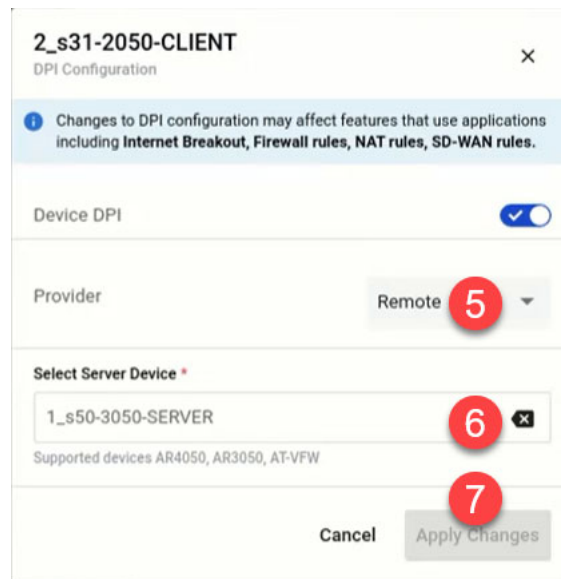 2_s31-2050-CLIENT
DPI Configuration
Changes to DPI configuration may affect features that use applications
including Internet Breakout, Firewall rules, NAT rules, SD-WAN rules.
Device DPI
Provider
Remote 5
Select Server Device *
1_s50-3050-SERVER 6
Supported devices AR4050, AR3050, AT-VFW
7
Cancel Apply Changes